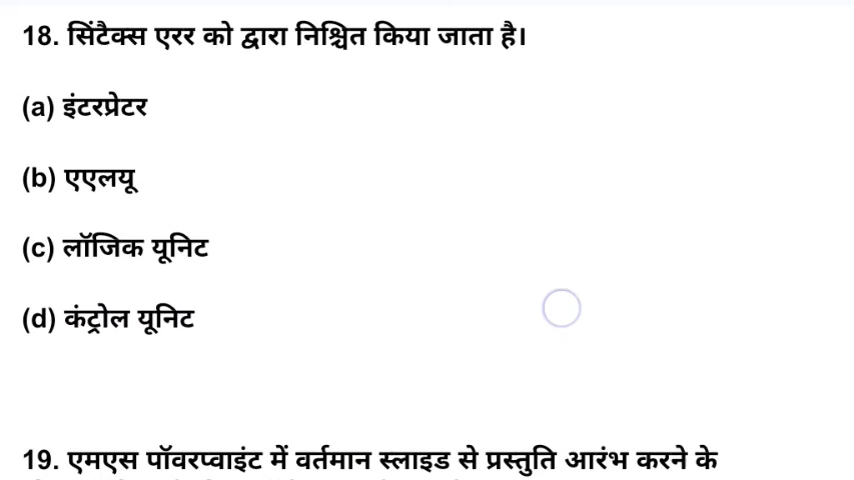 18. सिंटैक्स एरर को द्वारा निश्चित किया जाता है।
(a) इंटरप्रेटर
(b) एएलयू
(c) लॉजिक यूनिट
(d) कंट्रोल यूनिट
19. एमएस पॉवरप्वाइंट में वर्तमान स्लाइड से प्रस्तुति आरंभ करने के